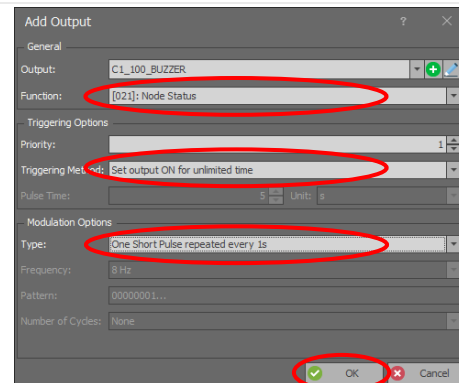 Add Output
General
Output: C1_100_BUZZER
Function: [021]: Node Status
Triggering Options
Priority: 1
Triggering Method: Set output ON for unlimited time
Pulse Time: 5 Unit: s
Modulation Options
Type: One Short Pulse repeated every 1s
Frequency: 8 Hz
Pattern: 00000001...
Number of Cycles: None
OK Cancel